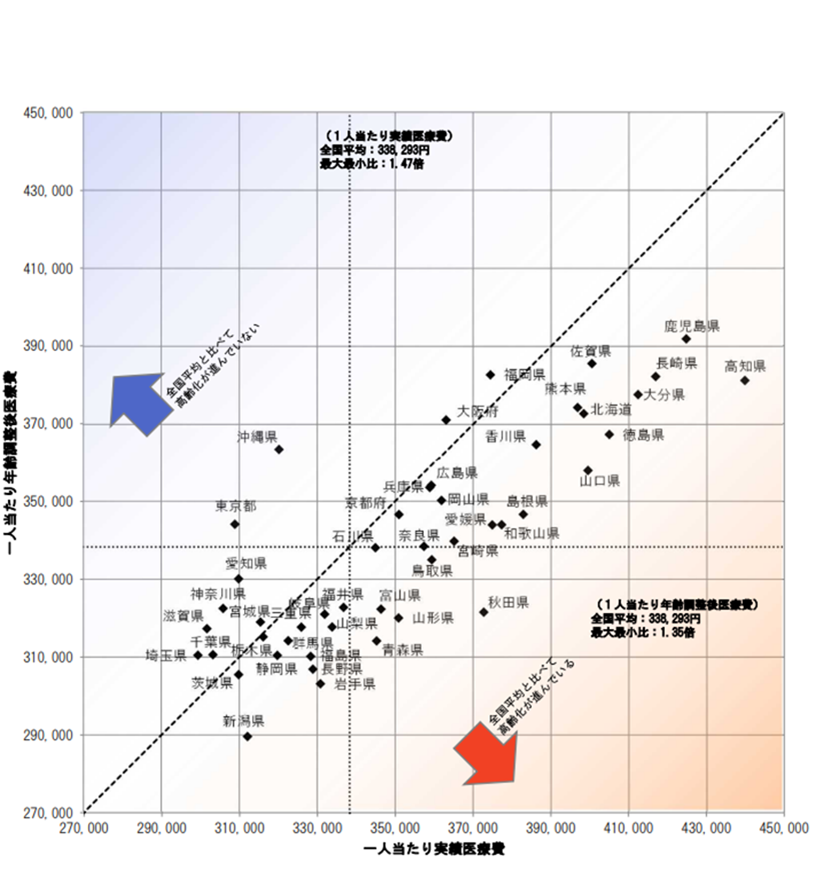 450,000
（１人当たり実績医療費）
全国平均：338,293円
最大最小比：1.47倍
430,000
410,000
390,000
鹿児島県
佐賀県
長崎県
高知県
全国平均と比べて
高齢化が進んでいない
福岡県
熊本県
大分県
370,000
大阪府
北海道
沖縄県
香川県
徳島県
山口県
350,000
広島県
兵庫県
東京都
京都府
岡山県
島根県
愛媛県
和歌山県
石川県
奈良県
宮崎県
愛知県
鳥取県
330,000
神奈川県
岐阜県
福井県
富山県
秋田県
滋賀県
宮城県
三重県
山梨県
山形県
（１人当たり年齢調整後医療費）
全国平均：338,293円
最大最小比：1.35倍
千葉県
栃木県
群馬県
青森県
310,000
埼玉県
福島県
静岡県
長野県
茨城県
岩手県
全国平均と比べて
高齢化が進んでいる
新潟県
290,000
270,000
270,000 290,000 310,000 330,000 350,000 370,000 390,000 410,000 430,000 450,000
一人当たり実績医療費
一人当たり年齢調整後医療費